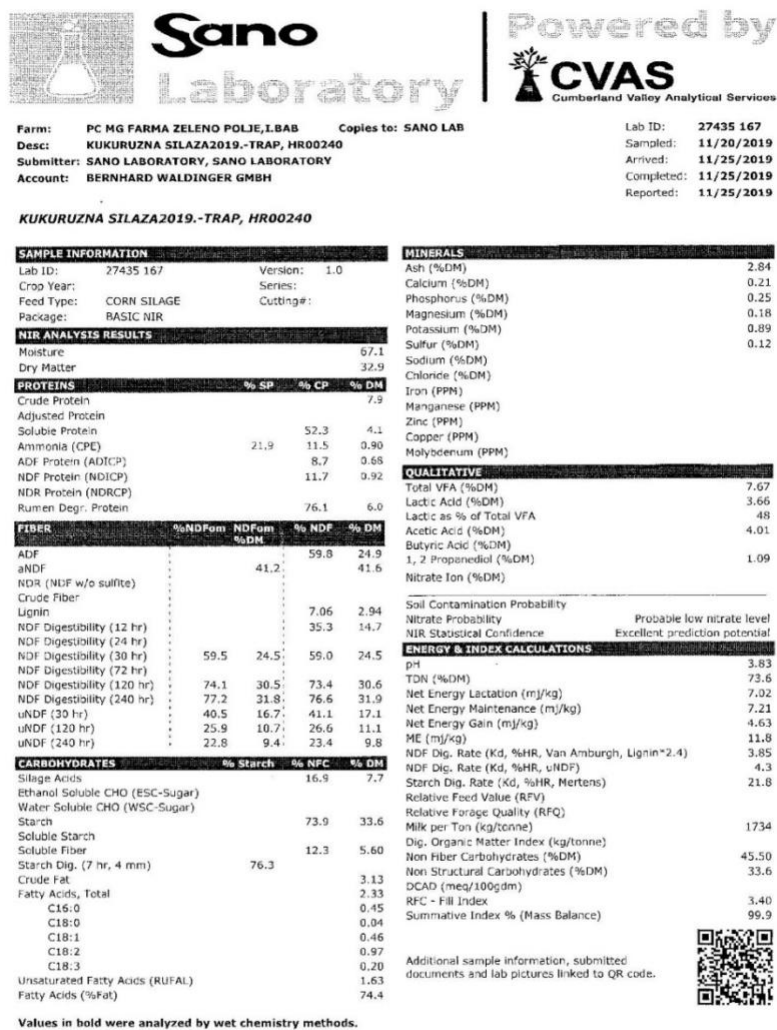 Sano
Laboratory
Powered by
CVAS
Cumberland Valley Analytical Services
Farm: PC MG FARMA ZELENO POLJE,I.BAB Copies to: SANO LAB
Desc: KUKURUZNA SILAZA2019.-TRAP, HR00240
Submitter: SANO LABORATORY, SANO LABORATORY
Account: BERNHARD WALDINGER GMBH
Lab ID: 27435 167
Sampled: 11/20/2019
Arrived: 11/25/2019
Completed: 11/25/2019
Reported: 11/25/2019
KUKURUZNA SILAZA2019.-TRAP, HR00240
SAMPLE INFORMATION
Lab ID: 27435 167 Version: 1.0
Crop Year: Series:
Feed Type: CORN SILAGE Cutting#:
Package: BASIC NIR
NIR ANALYSIS RESULTS
Moisture 67.1
Dry Matter 32.9
PROTEINS % SP % CP % DM
Crude Protein 7.9
Adjusted Protein
Soluble Protein 52.3 4.1
Ammonia (CPE) 21.9 11.5 0.90
ADF Protein (ADICP) 8.7 0.68
NDF Protein (NDICP) 11.7 0.92
NDR Protein (NDRCP)
Rumen Degr. Protein 76.1 6.0
FIBER %NDFom NDFom %DM % NDF % DM
ADF 59.8 24.9
aNDF 41.2 41.6
NDR (NDF w/o sulfite)
Crude Fiber
Lignin 7.06 2.94
NDF Digestibility (12 hr) 35.3 14.7
NDF Digestibility (24 hr)
NDF Digestibility (30 hr) 59.5 24.5 59.0 24.5
NDF Digestibility (72 hr)
NDF Digestibility (120 hr) 74.1 30.5 73.4 30.6
NDF Digestibility (240 hr) 77.2 31.8 76.6 31.9
uNDF (30 hr) 40.5 16.7 41.1 17.1
uNDF (120 hr) 25.9 10.7 26.6 11.1
uNDF (240 hr) 22.8 9.4 23.4 9.8
CARBOHYDRATES % Starch % NFC % DM
Silage Acids 16.9 7.7
Ethanol Soluble CHO (ESC-Sugar)
Water Soluble CHO (WSC-Sugar)
Starch 73.9 33.6
Soluble Starch
Soluble Fiber 12.3 5.60
Starch Dig. (7 hr, 4 mm) 76.3
Crude Fat 3.13
Fatty Acids, Total 2.33
C16:0 0.45
C18:0 0.04
C18:1 0.46
C18:2 0.97
C18:3 0.20
Unsaturated Fatty Acids (RUFAL) 1.63
Fatty Acids (%Fat) 74.4
Values in bold were analyzed by wet chemistry methods.
MINERALS
Ash (%DM) 2.84
Calcium (%DM) 0.21
Phosphorus (%DM) 0.25
Magnesium (%DM) 0.18
Potassium (%DM) 0.89
Sulfur (%DM) 0.12
Sodium (%DM)
Chloride (%DM)
Iron (PPM)
Manganese (PPM)
Zinc (PPM)
Copper (PPM)
Molybdenum (PPM)
QUALITATIVE
Total VFA (%DM) 7.67
Lactic Acid (%DM) 3.66
Lactic as % of Total VFA 48
Acetic Acid (%DM) 4.01
Butyric Acid (%DM)
1, 2 Propanediol (%DM) 1.09
Nitrate Ion (%DM)
Soil Contamination Probability
Nitrate Probability Probable low nitrate level
NIR Statistical Confidence Excellent prediction potential
ENERGY & INDEX CALCULATIONS
pH 3.83
TDN (%DM) 73.6
Net Energy Lactation (mj/kg) 7.02
Net Energy Maintenance (mj/kg) 7.21
Net Energy Gain (mj/kg) 4.63
ME (mj/kg) 11.8
NDF Dig. Rate (Kd, %HR, Van Amburgh, Lignin*2.4) 3.85
NDF Dig. Rate (Kd, %HR, uNDF) 4.3
Starch Dig. Rate (Kd, %HR, Mertens) 21.8
Relative Feed Value (RFV)
Relative Forage Quality (RFQ)
Milk per Ton (kg/tonne) 1734
Dig. Organic Matter Index (kg/tonne)
Non Fiber Carbohydrates (%DM) 45.50
Non Structural Carbohydrates (%DM) 33.6
DCAD (meq/100gdm)
RFC - Fill Index 3.40
Summative Index % (Mass Balance) 99.9
Additional sample information, submitted
documents and lab pictures linked to QR code.